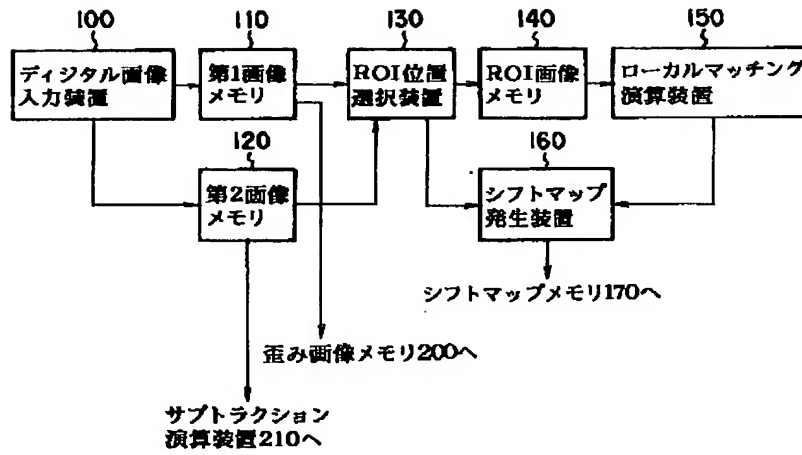 100
110
130
140
150
ディジタル画像
入力装置
第1画像
メモリ
ROI位置
選択装置
ROI画像
メモリ
ローカルマッチング
演算装置
120
160
第2画像
メモリ
シフトマップ
発生装置
シフトマップメモリ170へ
歪み画像メモリ200へ
サブトラクション
演算装置210へ